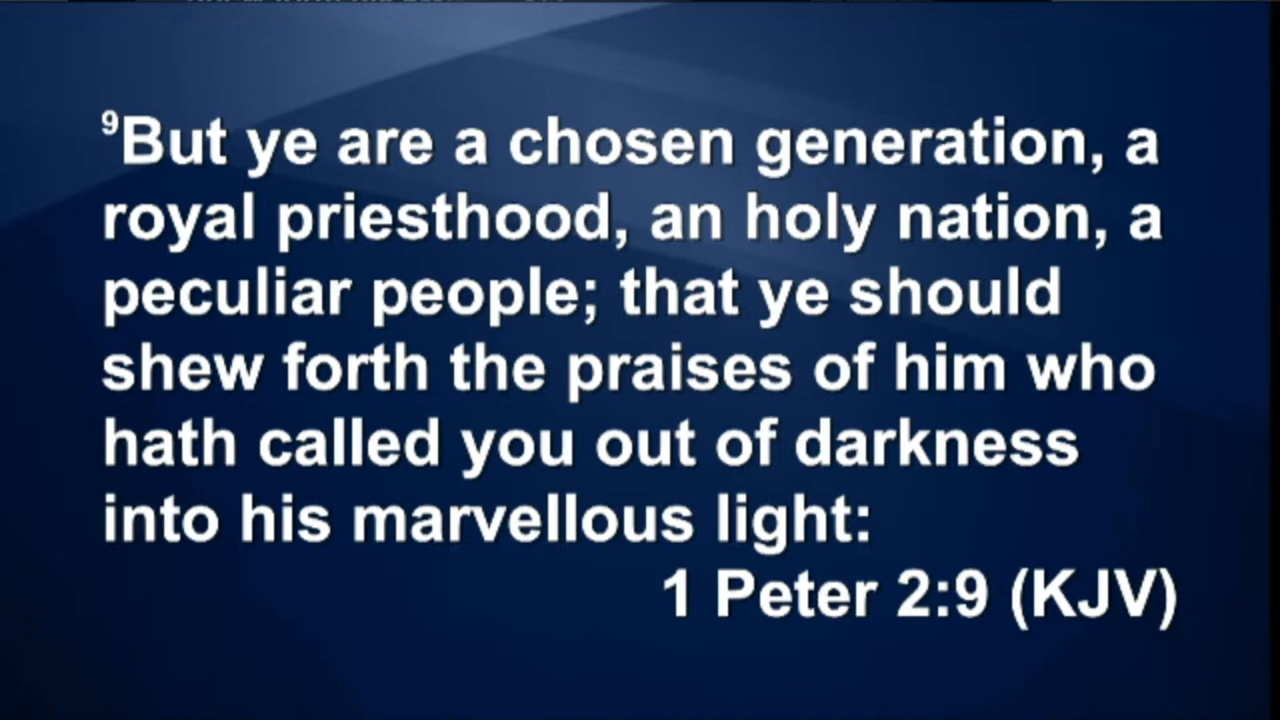 ⁹But ye are a chosen generation, a
royal priesthood, an holy nation, a
peculiar people; that ye should
shew forth the praises of him who
hath called you out of darkness
into his marvellous light:
1 Peter 2:9 (KJV)